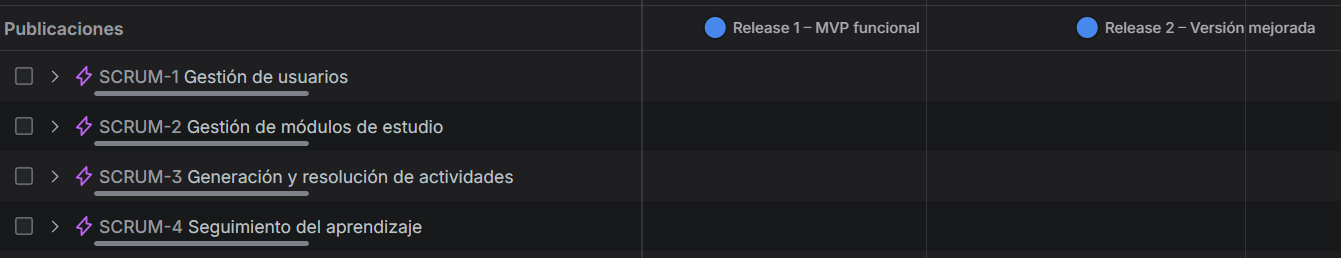 Publicaciones
Release 1 – MVP funcional
Release 2 – Versión mejorada
SCRUM-1 Gestión de usuarios
SCRUM-2 Gestión de módulos de estudio
SCRUM-3 Generación y resolución de actividades
SCRUM-4 Seguimiento del aprendizaje